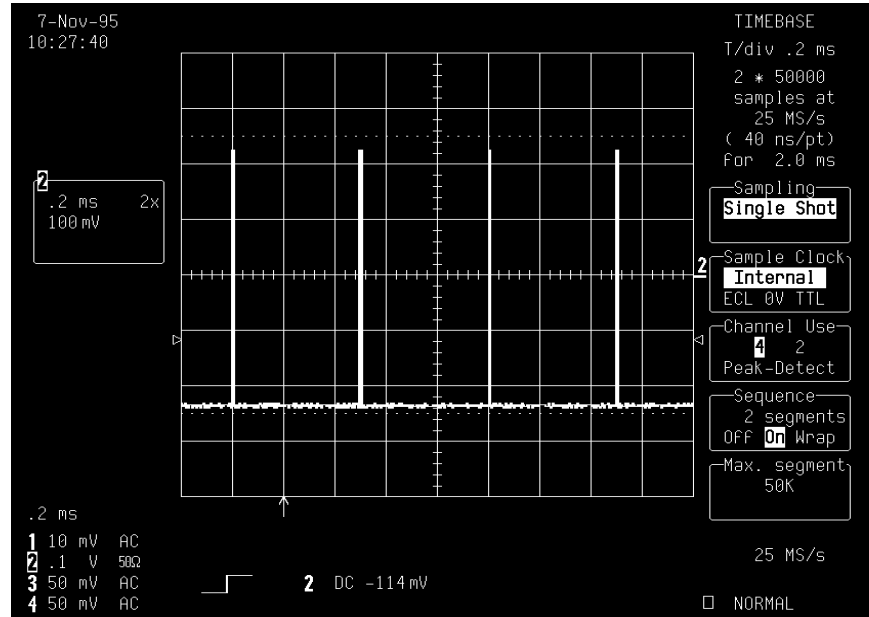 7-Nov-95
10:27:40
2
.2 ms 2x
100 mV
2
TIMEBASE
T/div .2 ms
2 * 50000
samples at
25 MS/s
( 40 ns/pt)
for 2.0 ms
Sampling
Single Shot
Sample Clock
Internal
ECL 0V TTL
Channel Use
4 2
Peak-Detect
Sequence
2 segments
Off On Wrap
Max. segment
50K
.2 ms
1 10 mV AC
2 .1 V 50Ω
3 50 mV AC
4 50 mV AC
2 DC -114 mV
25 MS/s
NORMAL